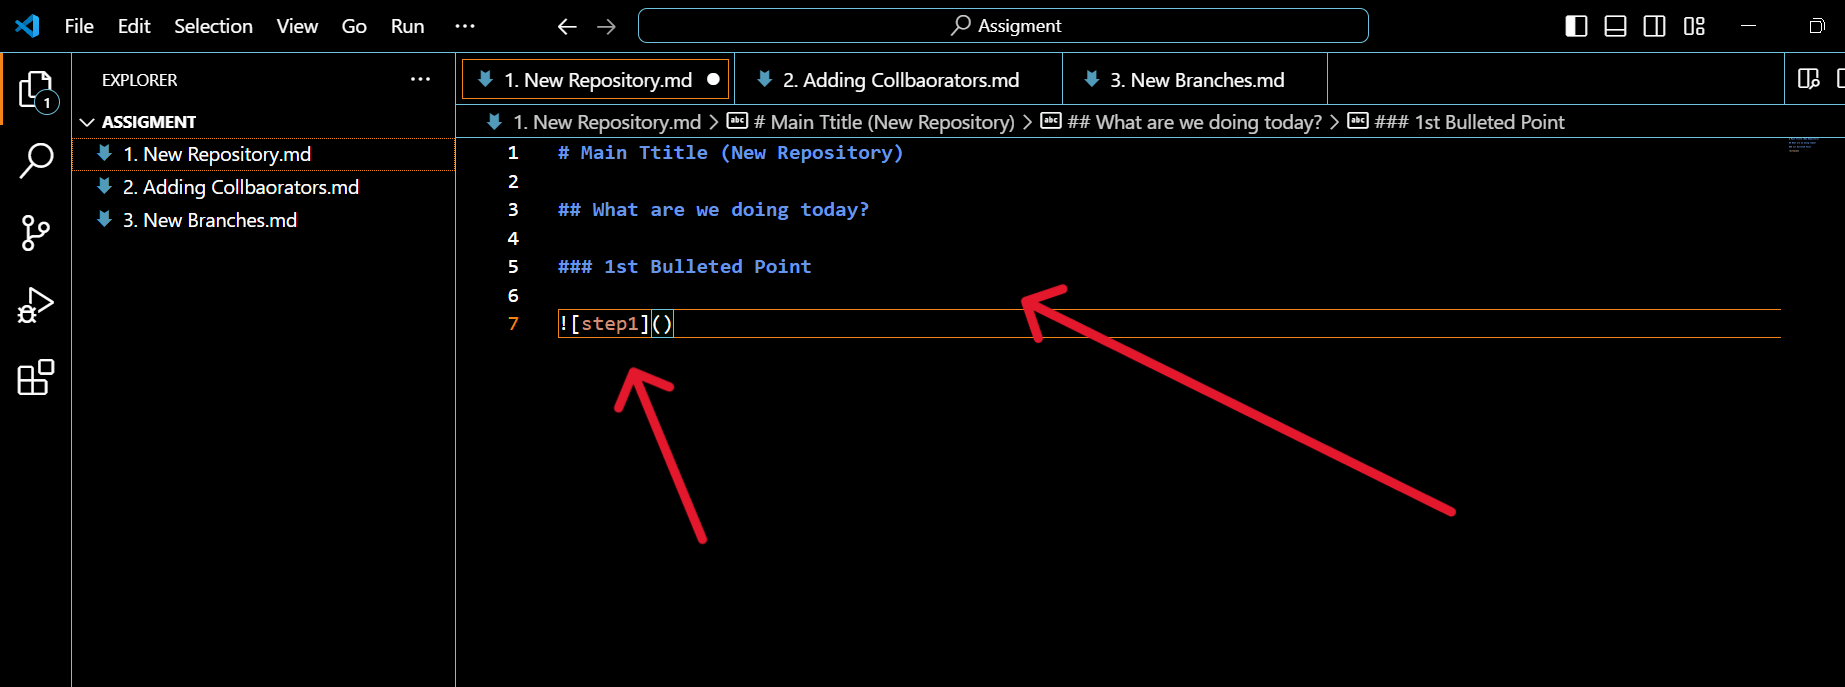 File Edit Selection View Go Run ···
Assigment
EXPLORER ···
1
ASSIGMENT
1. New Repository.md
2. Adding Collbaorators.md
3. New Branches.md
1. New Repository.md 2. Adding Collbaorators.md 3. New Branches.md
1. New Repository.md > # Main Ttitle (New Repository) > ## What are we doing today? > ### 1st Bulleted Point
1 # Main Ttitle (New Repository)
2
3 ## What are we doing today?
4
5 ### 1st Bulleted Point
6
7 ![step1]()